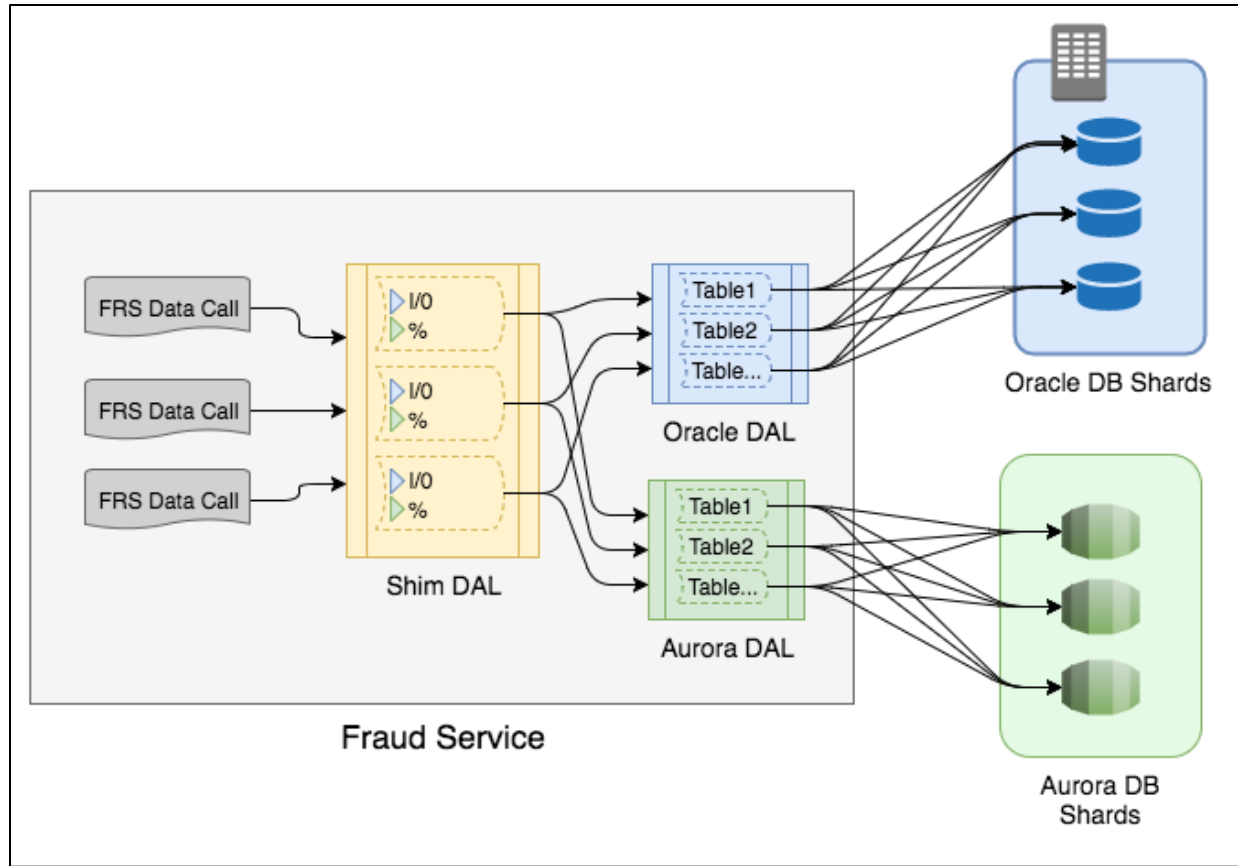 FRS Data Call
FRS Data Call
FRS Data Call
I/0
%
I/0
%
I/0
%
Shim DAL
Table1
Table2
Table...
Oracle DAL
Table1
Table2
Table...
Aurora DAL
Fraud Service
Oracle DB Shards
Aurora DB
Shards